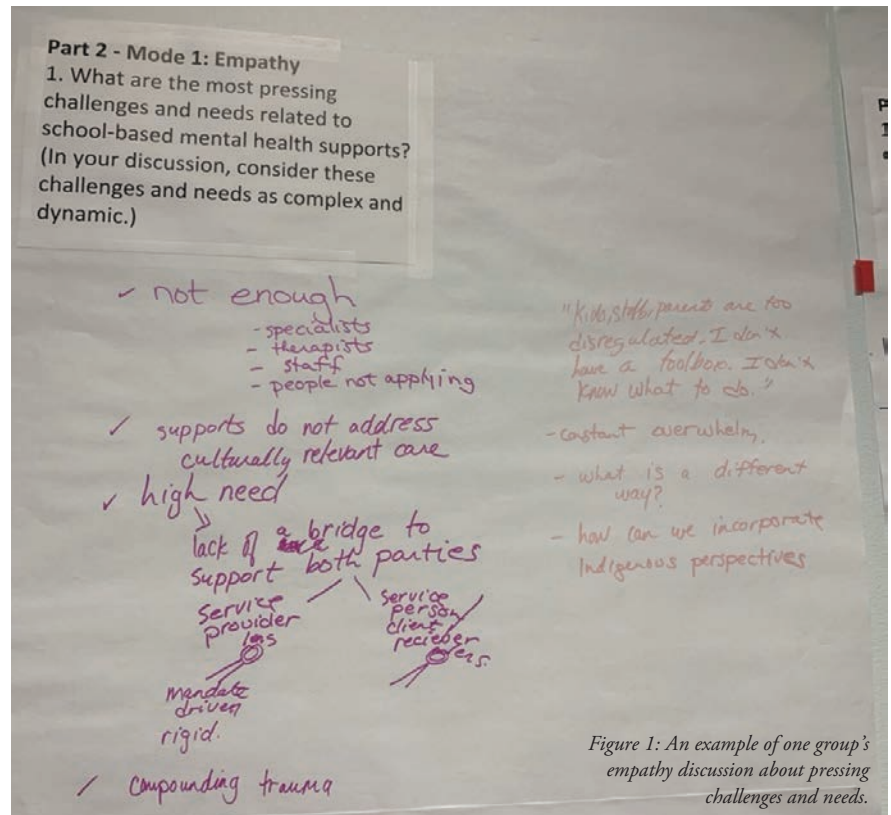 Part 2 - Mode 1: Empathy
1. What are the most pressing
challenges and needs related to
school-based mental health supports?
(In your discussion, consider these
challenges and needs as complex and
dynamic.)
✓ not enough
- specialists
- therapists
- staff
- people not applying
✓ supports do not address
culturally relevant care
✓ high need
lack of a bridge to
support both parties
service
provider
lens
mandate
driven
rigid.
service
person/
client
reciever
lens.
✓ compounding trauma
"Kids, staff, parents are too
disregulated. I don't
have a toolbox. I don't
know what to do."
- constant overwhelm.
- what is a different
way?
- how can we incorporate
Indigenous perspectives
Figure 1: An example of one group's
empathy discussion about pressing
challenges and needs.